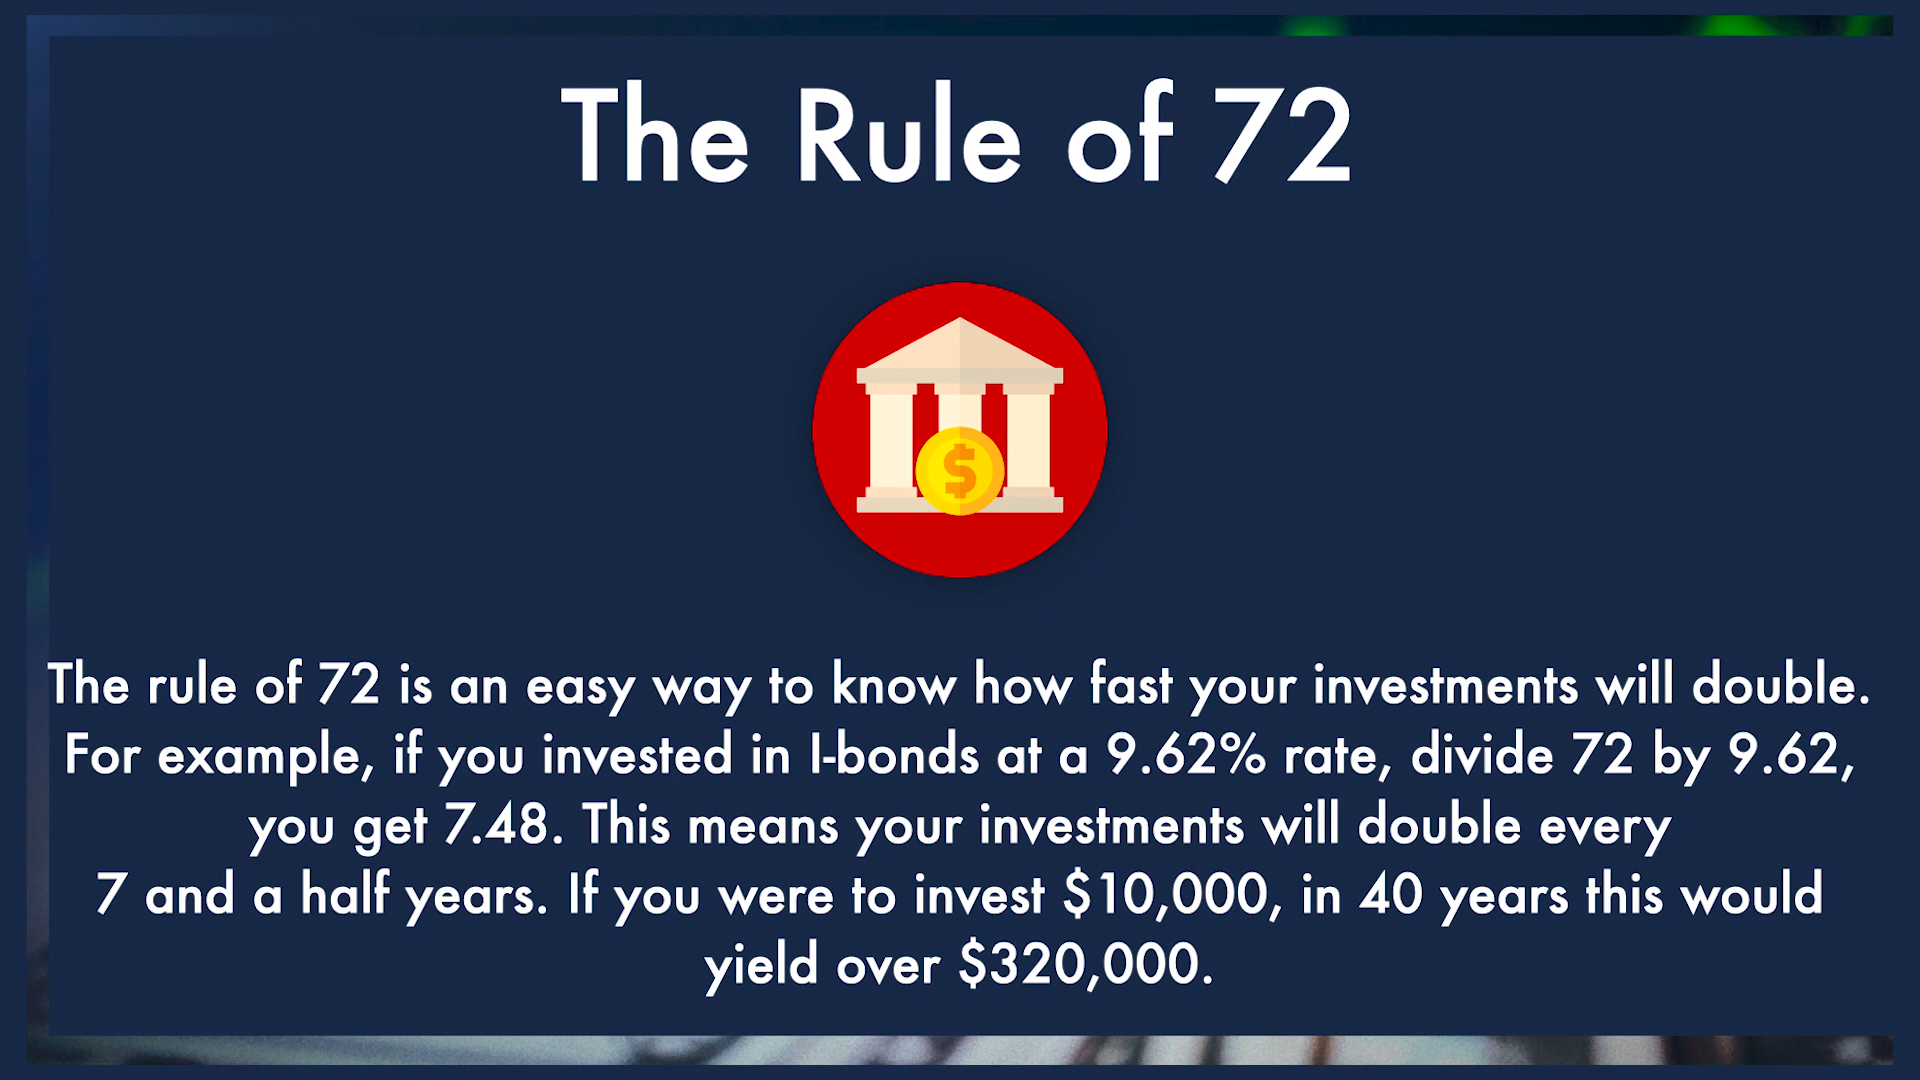 The Rule of 72
$
The rule of 72 is an easy way to know how fast your investments will double.
For example, if you invested in I-bonds at a 9.62% rate, divide 72 by 9.62,
you get 7.48. This means your investments will double every
7 and a half years. If you were to invest $10,000, in 40 years this would
yield over $320,000.